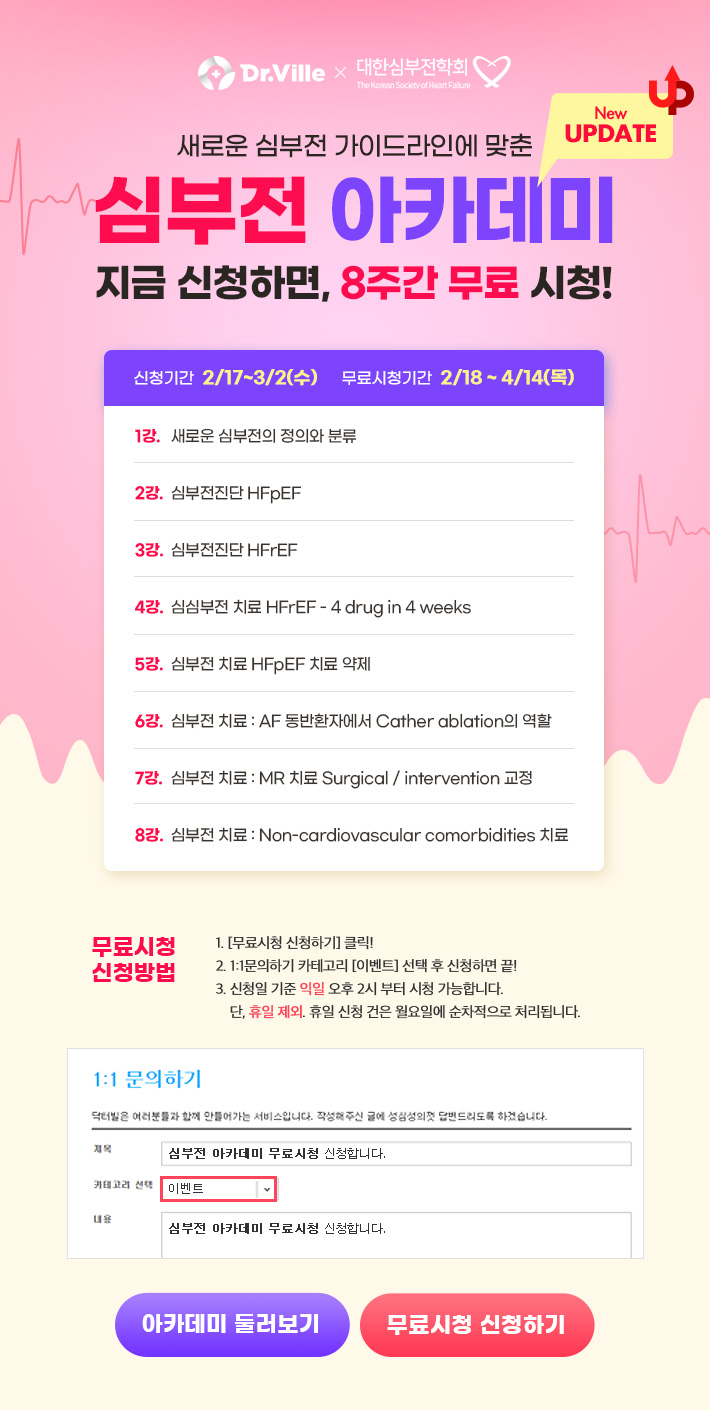 Dr.Ville × 대한심부전학회
The Korean Society of Heart Failure
UP
New
UPDATE
새로운 심부전 가이드라인에 맞춘
심부전 아카데미
지금 신청하면, 8주간 무료 시청!
신청기간 2/17~3/2(수) 무료시청기간 2/18 ~ 4/14(목)
1강. 새로운 심부전의 정의와 분류
2강. 심부전진단 HFpEF
3강. 심부전진단 HFrEF
4강. 심심부전 치료 HFrEF - 4 drug in 4 weeks
5강. 심부전 치료 HFpEF 치료 약제
6강. 심부전 치료 : AF 동반환자에서 Cather ablation의 역할
7강. 심부전 치료 : MR 치료 Surgical / intervention 교정
8강. 심부전 치료 : Non-cardiovascular comorbidities 치료
무료시청
신청방법
1. [무료시청 신청하기] 클릭!
2. 1:1문의하기 카테고리 [이벤트] 선택 후 신청하면 끝!
3. 신청일 기준 익일 오후 2시 부터 시청 가능합니다.
단, 휴일 제외. 휴일 신청 건은 월요일에 순차적으로 처리됩니다.
1:1 문의하기
닥터빌은 여러분들과 함께 만들어가는 서비스입니다. 작성해주신 글에 성심성의껏 답변드리도록 하겠습니다.
제목 심부전 아카데미 무료시청 신청합니다.
카테고리 선택 이벤트
내용 심부전 아카데미 무료시청 신청합니다.
아카데미 둘러보기 무료시청 신청하기